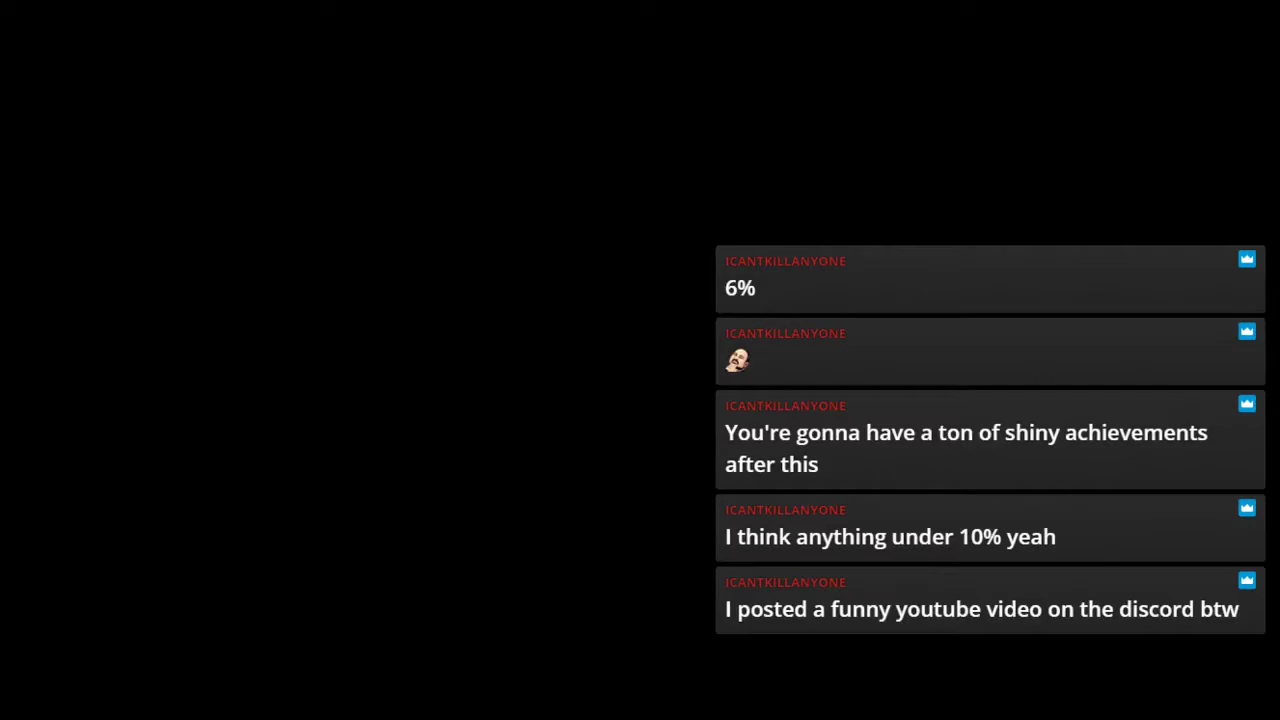 ICANTKILLANYONE
6%
ICANTKILLANYONE
ICANTKILLANYONE
You're gonna have a ton of shiny achievements
after this
ICANTKILLANYONE
I think anything under 10% yeah
ICANTKILLANYONE
I posted a funny youtube video on the discord btw